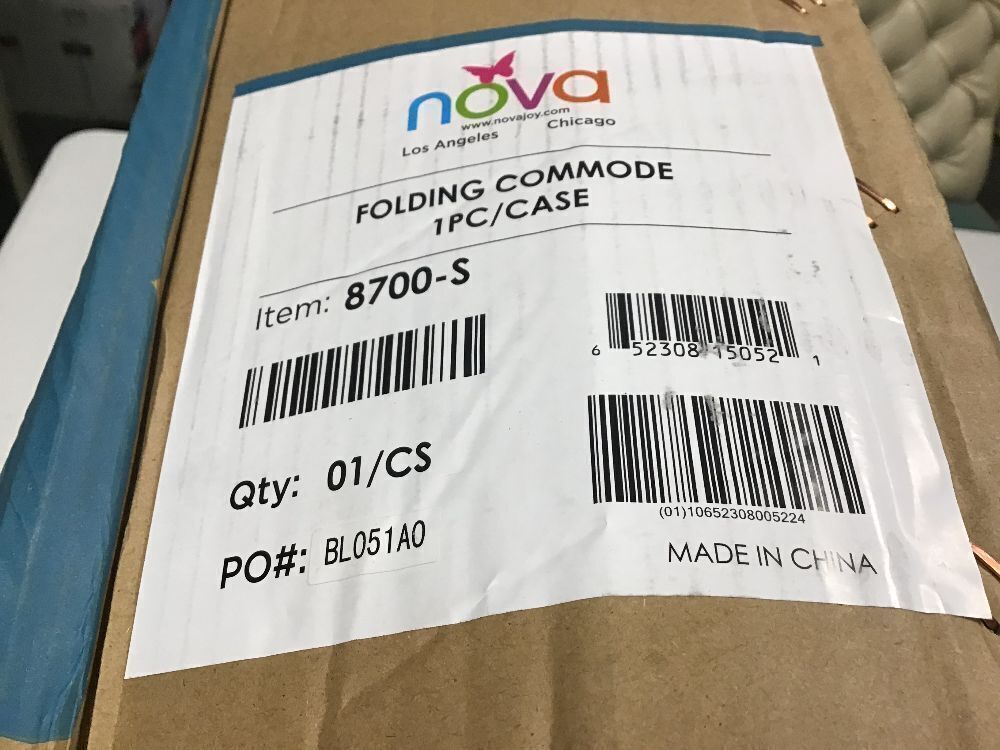 nova
www.novajoy.com
Los Angeles Chicago
FOLDING COMMODE
1PC/CASE
Item: 8700-S
6 52308 15052 1
Qty: 01/CS
(01)10652308005224
PO#: BL051A0
MADE IN CHINA